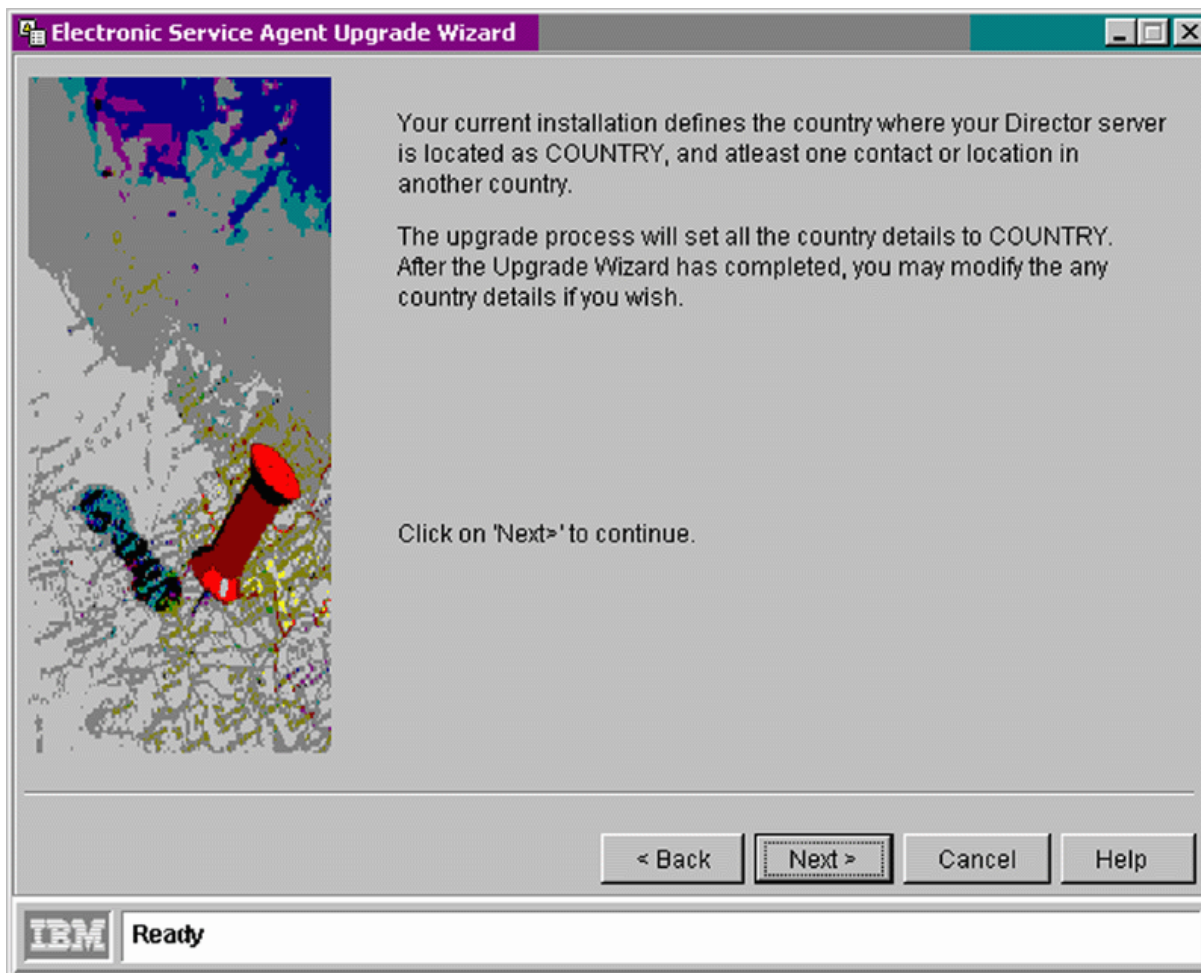 Electronic Service Agent Upgrade Wizard
Your current installation defines the country where your Director server
is located as COUNTRY, and atleast one contact or location in
another country.
The upgrade process will set all the country details to COUNTRY.
After the Upgrade Wizard has completed, you may modify the any
country details if you wish.
Click on 'Next>' to continue.
< Back
Next >
Cancel
Help
IBM
Ready